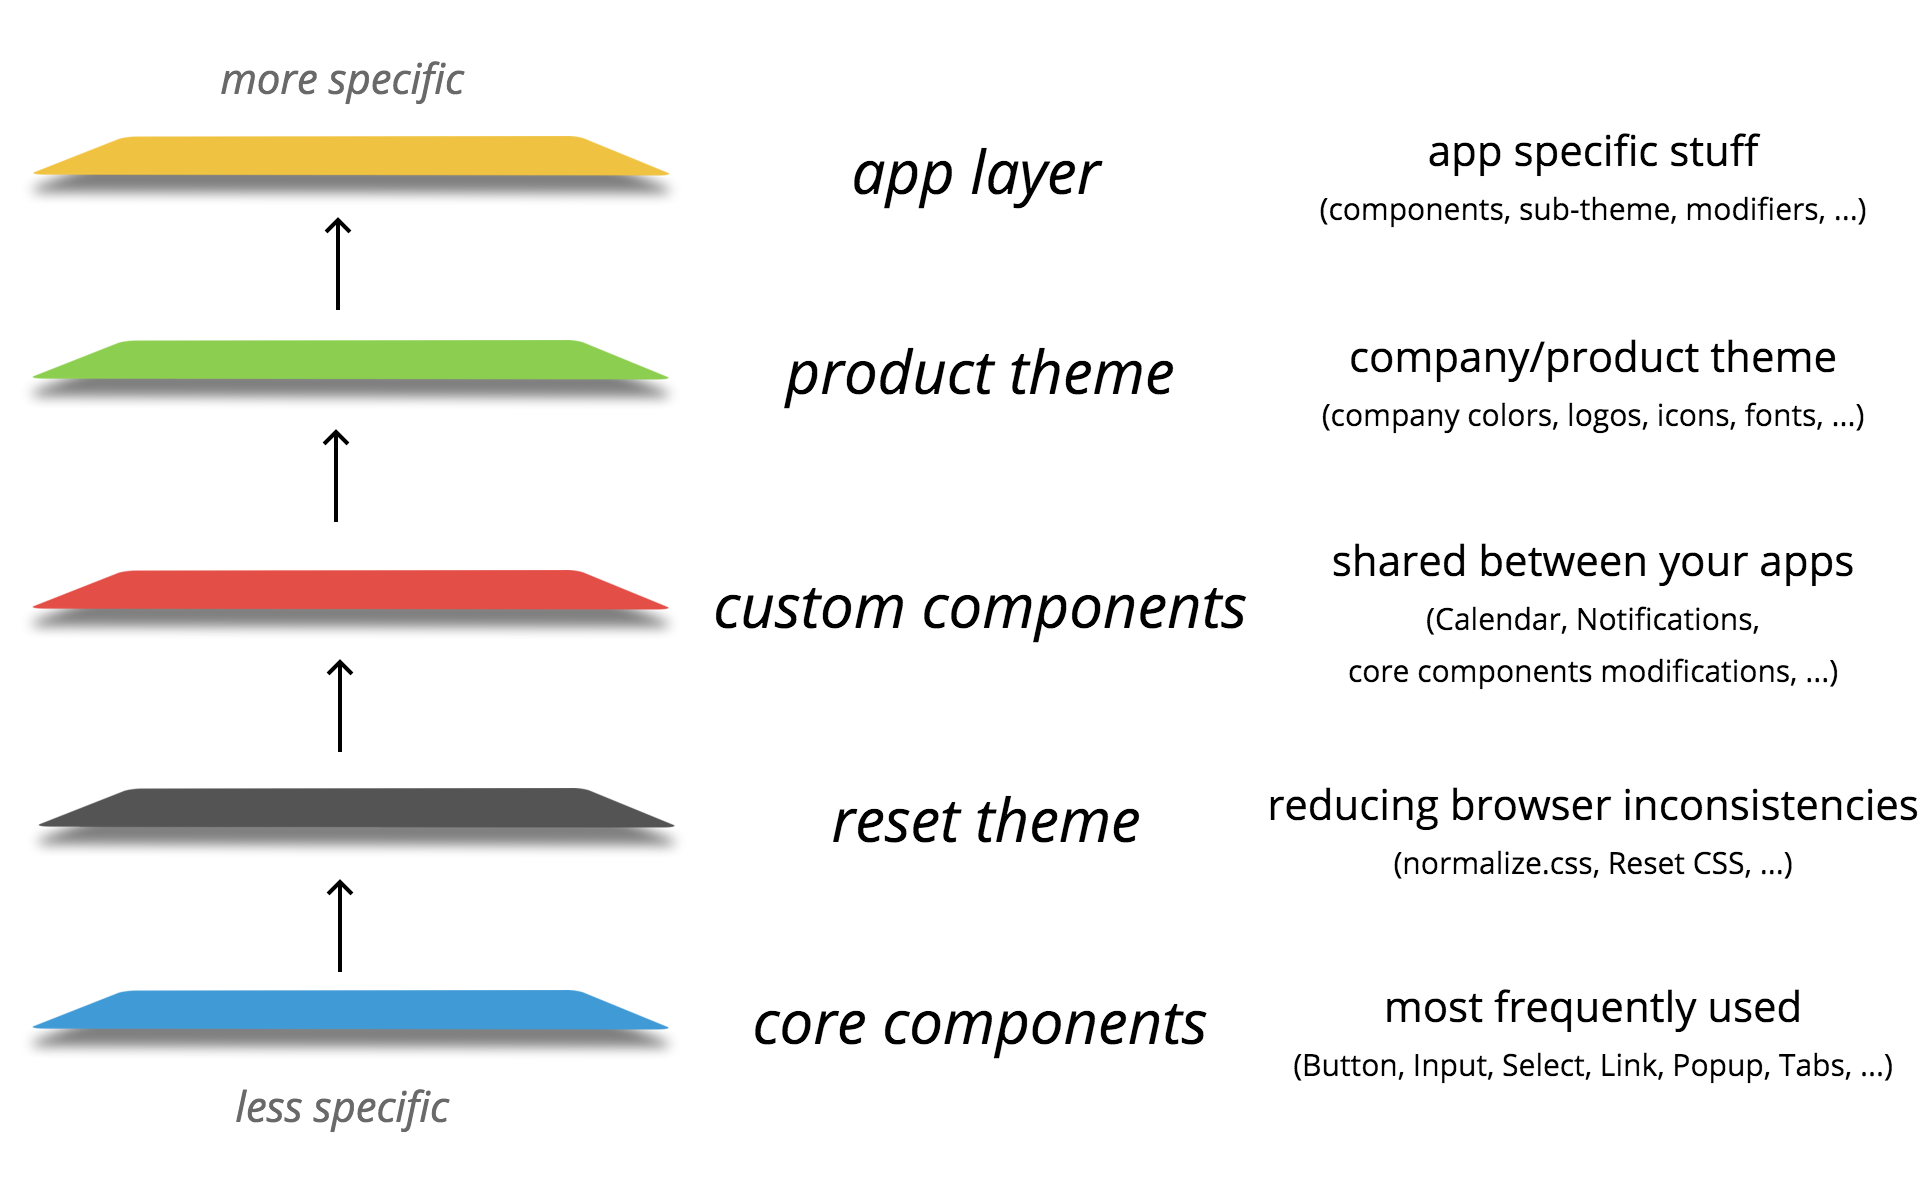 more specific
app layer
app specific stuff
(components, sub-theme, modifiers, ...)
product theme
company/product theme
(company colors, logos, icons, fonts, ...)
custom components
shared between your apps
(Calendar, Notifications,
core components modifications, ...)
reset theme
reducing browser inconsistencies
(normalize.css, Reset CSS, ...)
core components
most frequently used
(Button, Input, Select, Link, Popup, Tabs, ...)
less specific